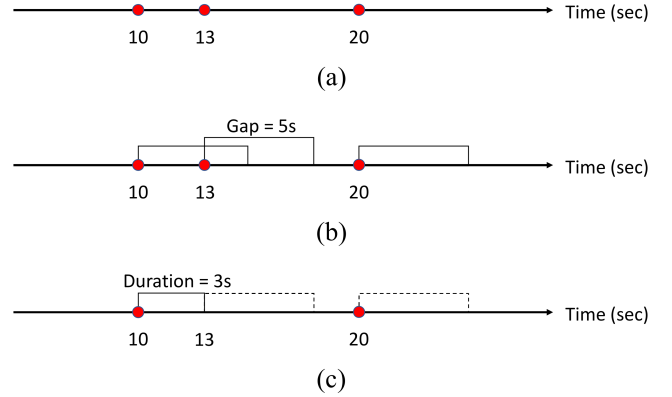 Time (sec)
10 13 20
(a)
Gap = 5s
Time (sec)
10 13 20
(b)
Duration = 3s
Time (sec)
10 13 20
(c)